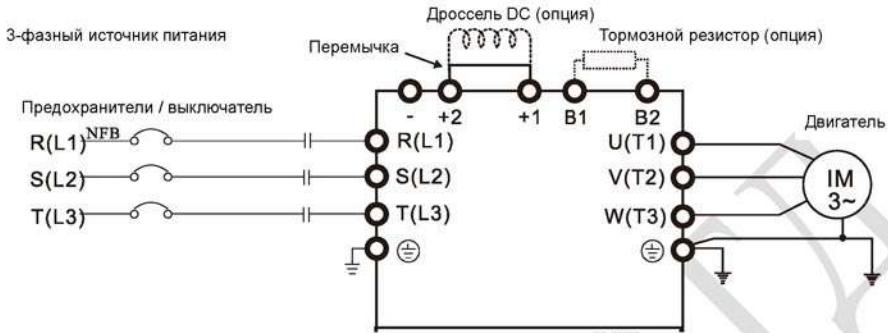 Дроссель DC (опция)
3-фазный источник питания
Перемычка
Тормозной резистор (опция)
Предохранители / выключатель
- +2 +1 B1 B2
Двигатель
R(L1) NFB R(L1) U(T1)
S(L2) S(L2) V(T2) IM
3~
T(L3) T(L3) W(T3)